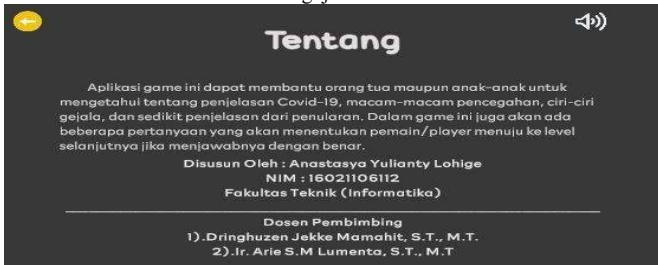 Tentang
Aplikasi game ini dapat membantu orang tua maupun anak-anak untuk
mengetahui tentang penjelasan Covid-19, macam-macam pencegahan, ciri-ciri
gejala, dan sedikit penjelasan dari penularan. Dalam game ini juga akan ada
beberapa pertanyaan yang akan menentukan pemain/player menuju ke level
selanjutnya jika menjawabnya dengan benar.
Disusun Oleh : Anastasya Yulianty Lohige
NIM : 16021106112
Fakultas Teknik (Informatika)
Dosen Pembimbing
1).Dringhuzen Jekke Mamahit, S.T., M.T.
2).Ir. Arie S.M Lumenta, S.T., M.T